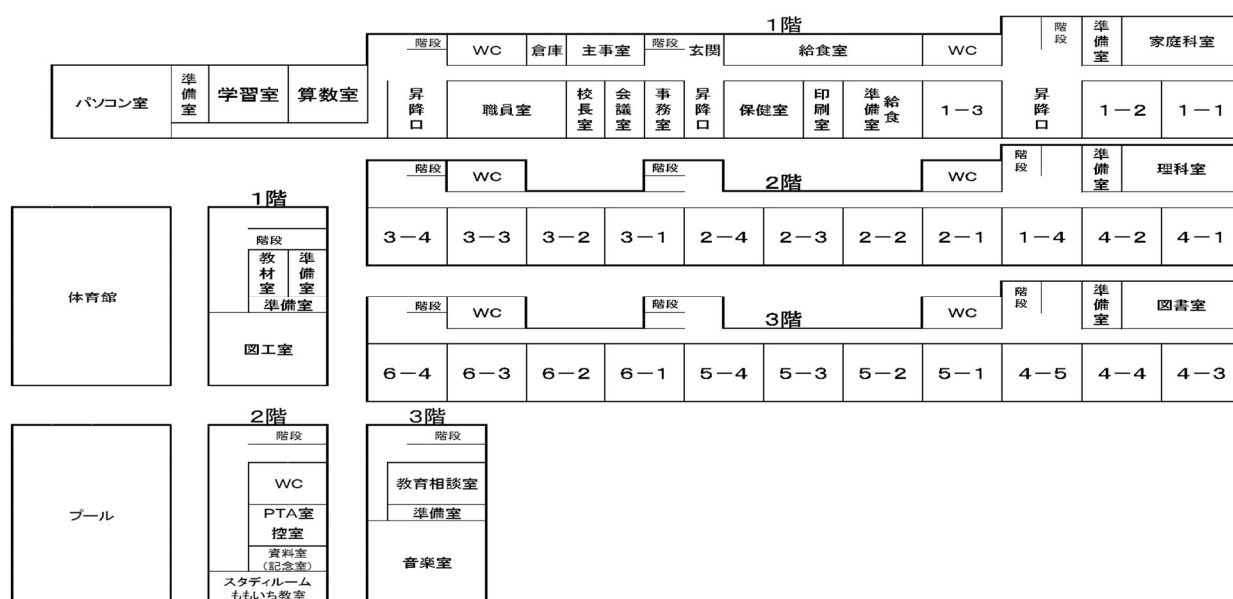 1階
階段 WC 倉庫 主事室 階段 玄関 給食室 WC 階段 準備室 家庭科室
パソコン室 準備室 学習室 算数室 昇降口 職員室 校長室 会議室 事務室 昇降口 保健室 印刷室 給食準備室 1-3 昇降口 1-2 1-1
2階
階段 WC 階段 WC 階段 準備室 理科室
3-4 3-3 3-2 3-1 2-4 2-3 2-2 2-1 1-4 4-2 4-1
3階
階段 WC 階段 WC 階段 準備室 図書室
6-4 6-3 6-2 6-1 5-4 5-3 5-2 5-1 4-5 4-4 4-3
体育館
1階
階段
教材室 準備室
準備室
図工室
プール
2階
階段
WC
PTA室
控室
資料室
(記念室)
スタディルーム
ももいち教室
3階
階段
教育相談室
準備室
音楽室